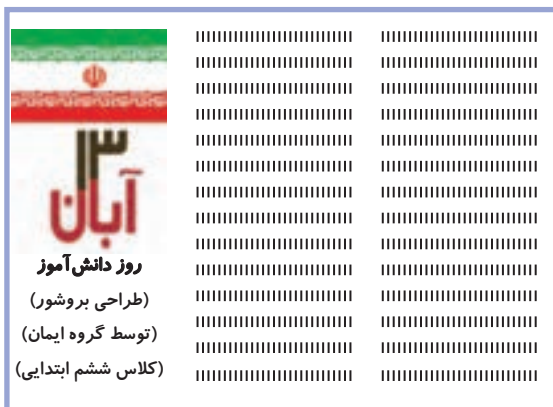 ۱۳
آبان
روز دانش‌آموز
(طراحی بروشور)
(توسط گروه ایمان)
(کلاس ششم ابتدایی)